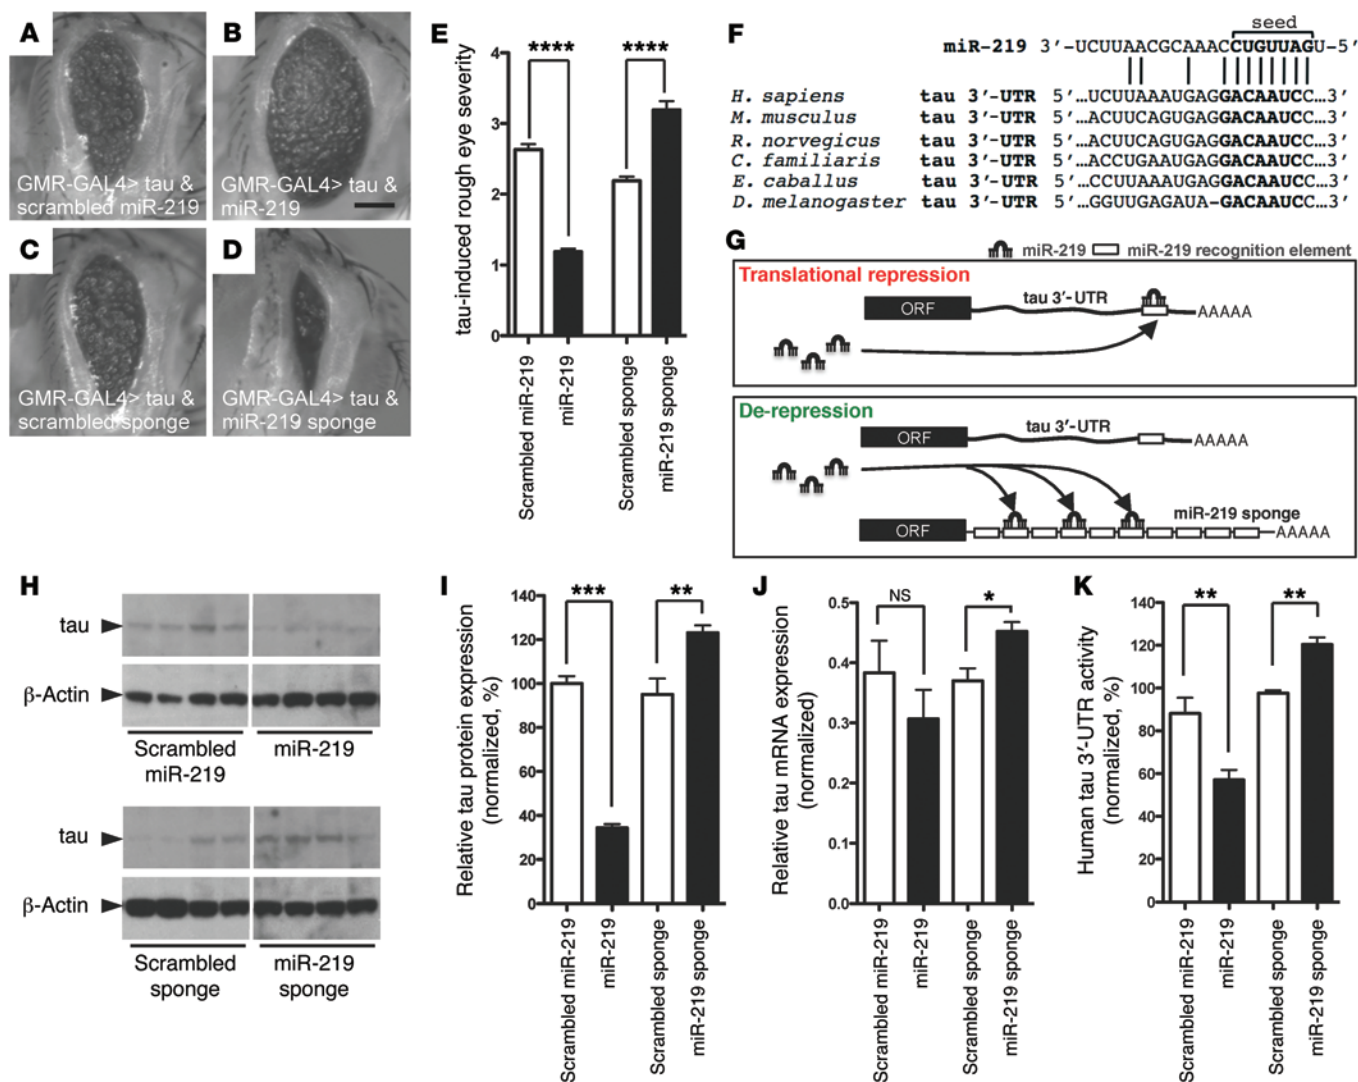 A
GMR-GAL4> tau &
scrambled miR-219
B
GMR-GAL4> tau &
miR-219
C
GMR-GAL4> tau &
scrambled sponge
D
GMR-GAL4> tau &
miR-219 sponge
E
tau-induced rough eye severity
4
3
2
1
0
****
****
Scrambled miR-219
miR-219
Scrambled sponge
miR-219 sponge
F
seed
miR-219 3′-UCUUAACGCAAACCUGUUAGU-5′
H. sapiens tau 3′-UTR 5′…UCUUAAAUGAGGACAAUCC…3′
M. musculus tau 3′-UTR 5′…ACUUCAGUGAGGACAAUCC…3′
R. norvegicus tau 3′-UTR 5′…ACUUCAGUGAGGACAAUCC…3′
C. familiaris tau 3′-UTR 5′…ACCUGAAUGAGGACAAUCC…3′
E. caballus tau 3′-UTR 5′…CCUUAAAUGAGGACAAUCC…3′
D. melanogaster tau 3′-UTR 5′…GGUUGAGAUA-GACAAUCC…3′
G
miR-219 miR-219 recognition element
Translational repression
tau 3′-UTR
ORF
AAAAA
De-repression
tau 3′-UTR
ORF
AAAAA
miR-219 sponge
ORF
AAAAA
H
tau
β-Actin
Scrambled
miR-219
miR-219
tau
β-Actin
Scrambled
sponge
miR-219
sponge
I
Relative tau protein expression
(normalized, %)
140
120
100
80
60
40
20
0
***
**
Scrambled miR-219
miR-219
Scrambled sponge
miR-219 sponge
J
Relative tau mRNA expression
(normalized)
0.5
0.4
0.3
0.2
0.1
0.0
NS
*
Scrambled miR-219
miR-219
Scrambled sponge
miR-219 sponge
K
Human tau 3′-UTR activity
(normalized, %)
140
120
100
80
60
40
20
0
**
**
Scrambled miR-219
miR-219
Scrambled sponge
miR-219 sponge